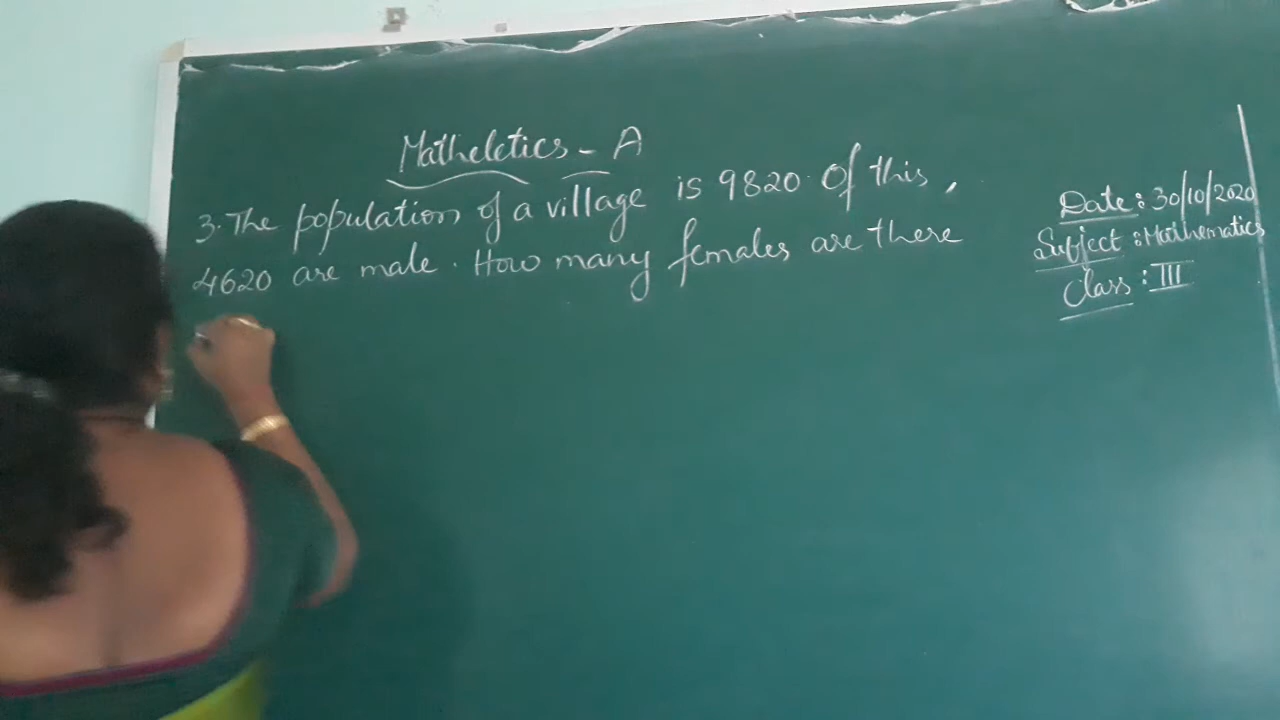 Matheletics - A
3. The population of a village is 9820. Of this,
4620 are male. How many females are there
Date: 30/10/2020
Subject: Mathematics
Class: III